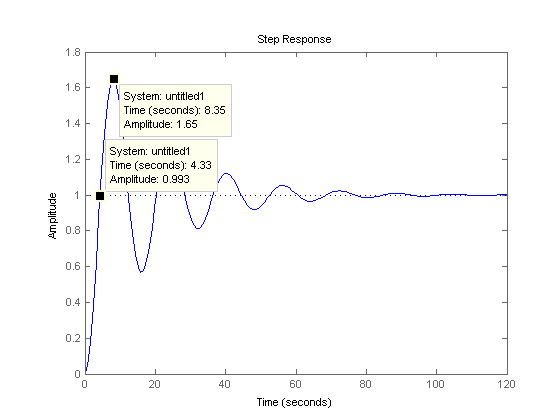 Step Response
1.8
1.6
1.4
1.2
1
0.8
0.6
0.4
0.2
0
System: untitled1
Time (seconds): 8.35
Amplitude: 1.65
System: untitled1
Time (seconds): 4.33
Amplitude: 0.993
Amplitude
0 20 40 60 80 100 120
Time (seconds)